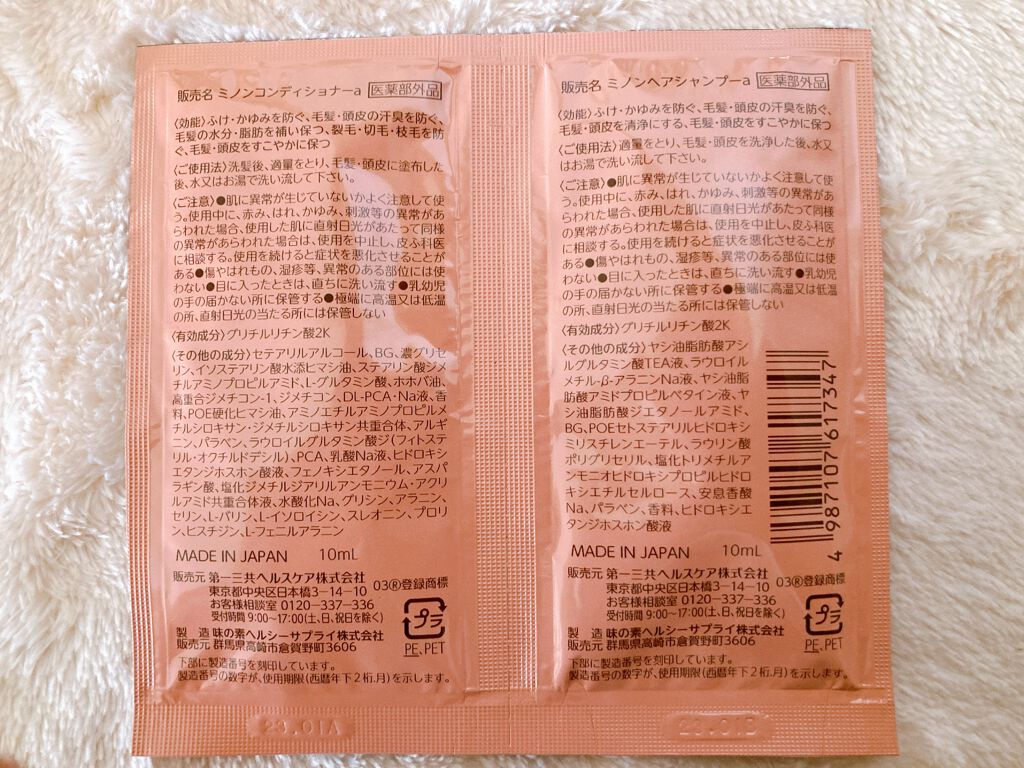 販売名 ミノンコンディショナーa 医薬部外品
〈効能〉ふけ・かゆみを防ぐ、毛髪・頭皮の汗臭を防ぐ、
毛髪の水分・脂肪を補い保つ、裂毛・切毛・枝毛を防
ぐ、毛髪・頭皮をすこやかに保つ
〈ご使用法〉洗髪後、適量をとり、毛髪・頭皮に塗布した
後、水又はお湯で洗い流して下さい。
〈ご注意〉●肌に異常が生じていないかよく注意して使
う。使用中に、赤み、はれ、かゆみ、刺激等の異常があ
らわれた場合、使用した肌に直射日光があたって同様
の異常があらわれた場合は、使用を中止し、皮ふ科医
に相談する。使用を続けると症状を悪化させることが
ある●傷やはれもの、湿疹等、異常のある部位には使
わない●目に入ったときは、直ちに洗い流す●乳幼児
の手の届かない所に保管する●極端に高温又は低温
の所、直射日光の当たる所には保管しない
〈有効成分〉グリチルリチン酸2K
〈その他の成分〉セテアリルアルコール、BG、濃グリセ
リン、イソステアリン酸水添ヒマシ油、ステアリン酸ジメ
チルアミノプロピルアミド、L-グルタミン酸、ホホバ油、
高重合ジメチコン-1、ジメチコン、DL-PCA・Na液、香
料、POE硬化ヒマシ油、アミノエチルアミノプロピルメ
チルシロキサン・ジメチルシロキサン共重合体、アルギ
ニン、パラベン、ラウロイルグルタミン酸ジ(フィトステ
リル・オクチルドデシル)、PCA、乳酸Na液、ヒドロキシ
エタンジホスホン酸液、フェノキシエタノール、アスパ
ラギン酸、塩化ジメチルジアリルアンモニウム・アクリ
ルアミド共重合体液、水酸化Na、グリシン、アラニン、
セリン、L-バリン、L-イソロイシン、スレオニン、プロリ
ン、ヒスチジン、L-フェニルアラニン
MADE IN JAPAN 10mL
販売元 第一三共ヘルスケア株式会社
東京都中央区日本橋3-14-10 03®登録商標
お客様相談室 0120-337-336
受付時間 9:00~17:00(土、日、祝日を除く)
プラ
PE、PET
製 造 味の素ヘルシーサプライ株式会社
販売元 群馬県高崎市倉賀野町3606
下部に製造番号を刻印しています。
製造番号の数字が、使用期限(西暦年下2桁.月)を示します。
23.01A
販売名 ミノンヘアシャンプーa 医薬部外品
〈効能〉ふけ・かゆみを防ぐ、毛髪・頭皮の汗臭を防ぐ、
毛髪・頭皮を清浄にする、毛髪・頭皮をすこやかに保つ
〈ご使用法〉適量をとり、毛髪・頭皮を洗浄した後、水又
はお湯で洗い流して下さい。
〈ご注意〉●肌に異常が生じていないかよく注意して使
う。使用中に、赤み、はれ、かゆみ、刺激等の異常があ
らわれた場合、使用した肌に直射日光があたって同様
の異常があらわれた場合は、使用を中止し、皮ふ科医
に相談する。使用を続けると症状を悪化させることが
ある●傷やはれもの、湿疹等、異常のある部位には使
わない●目に入ったときは、直ちに洗い流す●乳幼児
の手の届かない所に保管する●極端に高温又は低温
の所、直射日光の当たる所には保管しない
〈有効成分〉グリチルリチン酸2K
〈その他の成分〉ヤシ油脂肪酸アシ
ルグルタミン酸TEA液、ラウロイル
メチル-β-アラニンNa液、ヤシ油脂
肪酸アミドプロピルベタイン液、ヤ
シ油脂肪酸ジエタノールアミド、
BG、POEセトステアリルヒドロキシ
ミリスチレンエーテル、ラウリン酸
ポリグリセリル、塩化トリメチルア
ンモニオヒドロキシプロピルヒドロ
キシエチルセルロース、安息香酸
Na、パラベン、香料、ヒドロキシエ
タンジホスホン酸液
4 987107 617347
MADE IN JAPAN 10mL
販売元 第一三共ヘルスケア株式会社
東京都中央区日本橋3-14-10 03®登録商標
お客様相談室 0120-337-336
受付時間 9:00~17:00(土、日、祝日を除く)
プラ
PE、PET
製 造 味の素ヘルシーサプライ株式会社
販売元 群馬県高崎市倉賀野町3606
下部に製造番号を刻印しています。
製造番号の数字が、使用期限(西暦年下2桁.月)を示します。